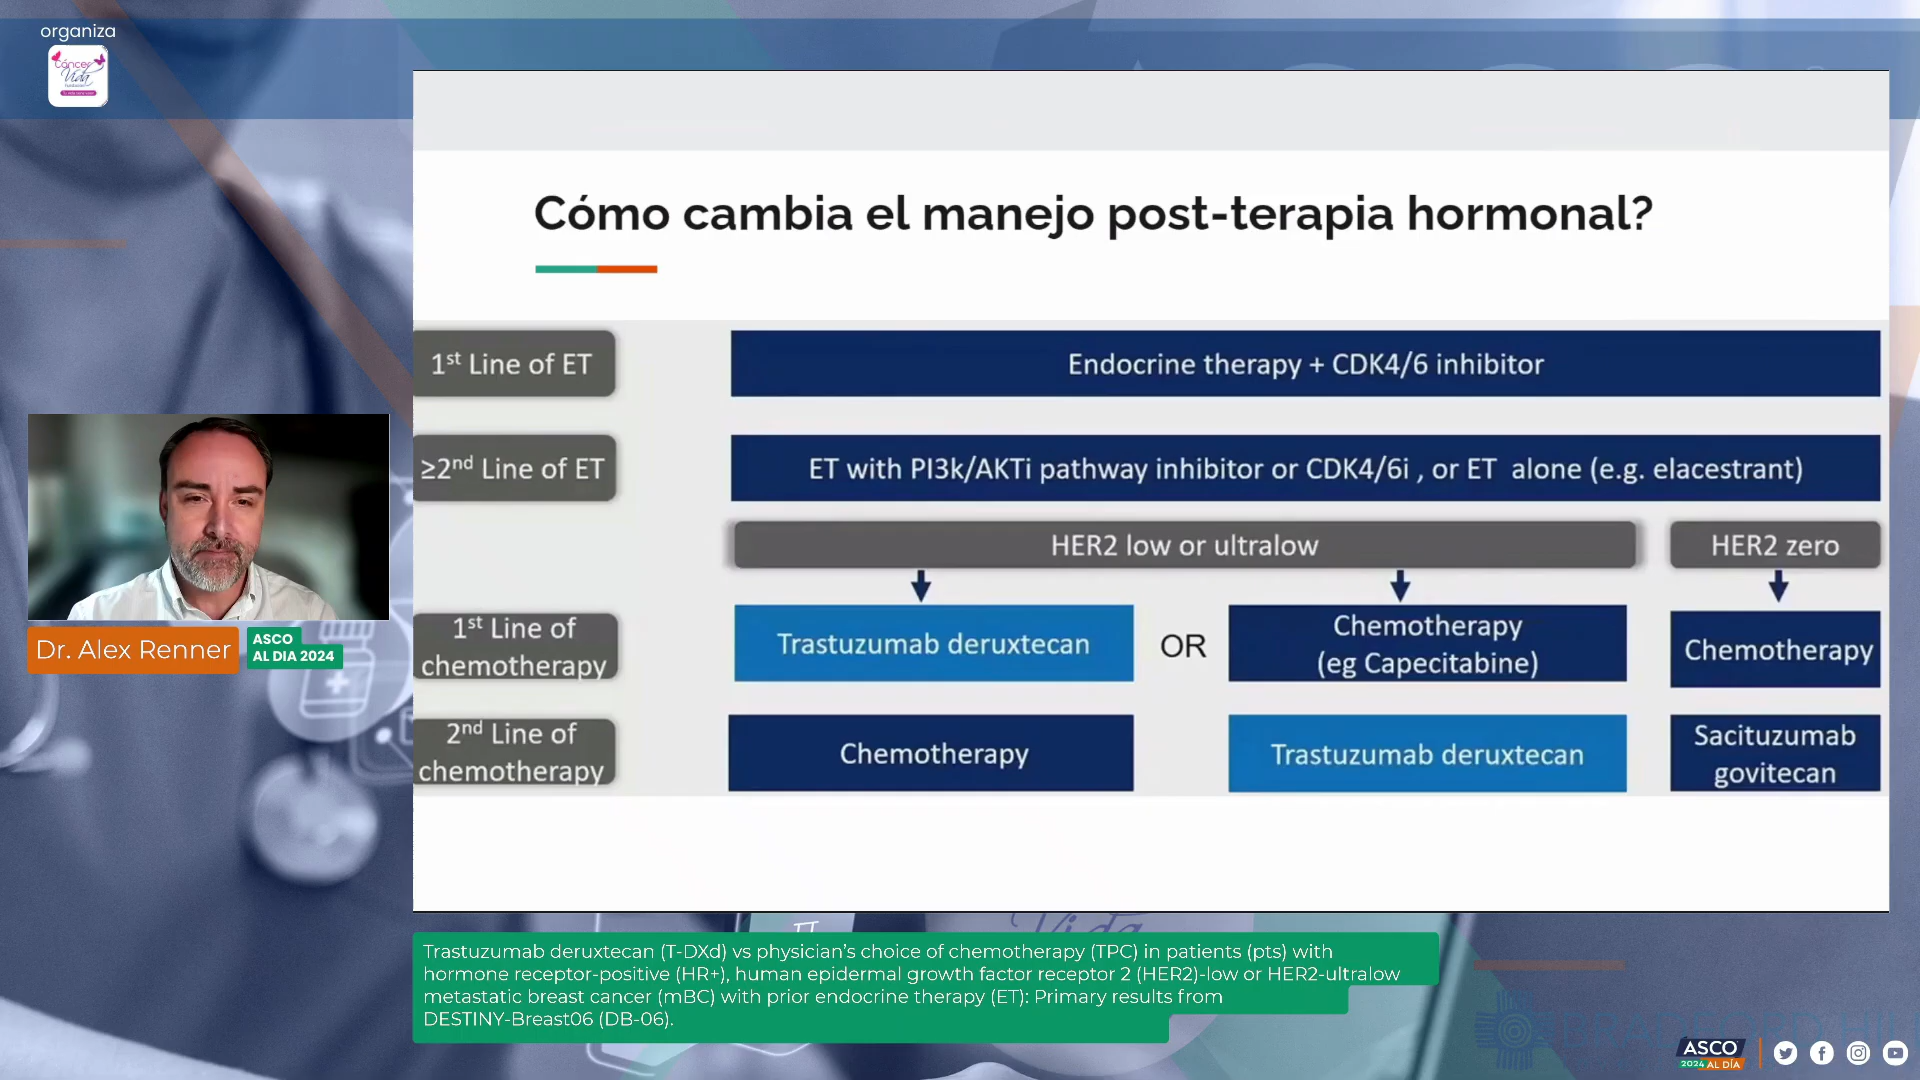 organiza
Cáncer
Vida
Cómo cambia el manejo post-terapia hormonal?
1st Line of ET
Endocrine therapy + CDK4/6 inhibitor
≥2nd Line of ET
ET with PI3k/AKTi pathway inhibitor or CDK4/6i , or ET alone (e.g. elacestrant)
HER2 low or ultralow
HER2 zero
1st Line of
chemotherapy
Trastuzumab deruxtecan
OR
Chemotherapy
(eg Capecitabine)
Chemotherapy
2nd Line of
chemotherapy
Chemotherapy
Trastuzumab deruxtecan
Sacituzumab
govitecan
Dr. Alex Renner
ASCO
AL DIA 2024
Vida
Trastuzumab deruxtecan (T-DXd) vs physician’s choice of chemotherapy (TPC) in patients (pts) with
hormone receptor-positive (HR+), human epidermal growth factor receptor 2 (HER2)-low or HER2-ultralow
metastatic breast cancer (mBC) with prior endocrine therapy (ET): Primary results from
DESTINY-Breast06 (DB-06).
BRADFORD HILL
ASCO
2024 AL DÍA